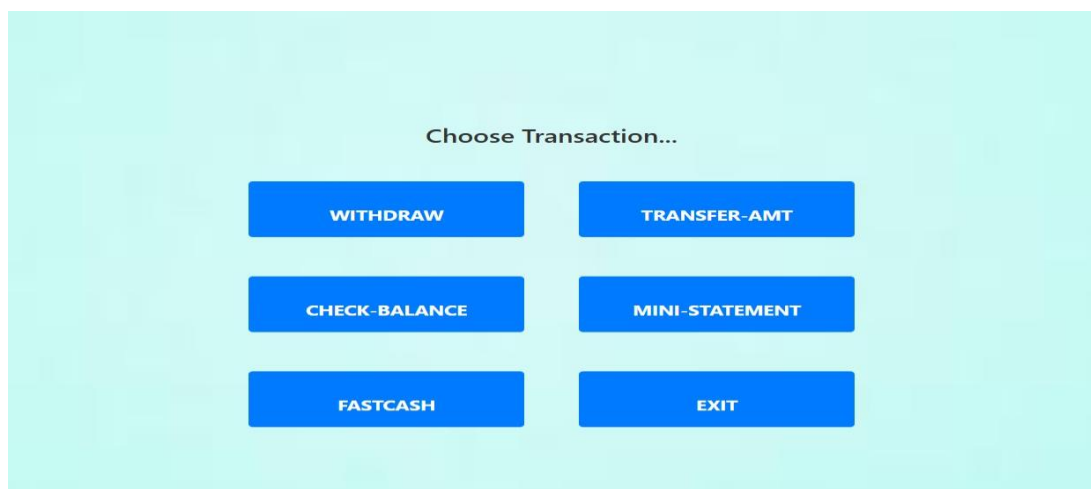 Choose Transaction...
WITHDRAW
TRANSFER-AMT
CHECK-BALANCE
MINI-STATEMENT
FASTCASH
EXIT